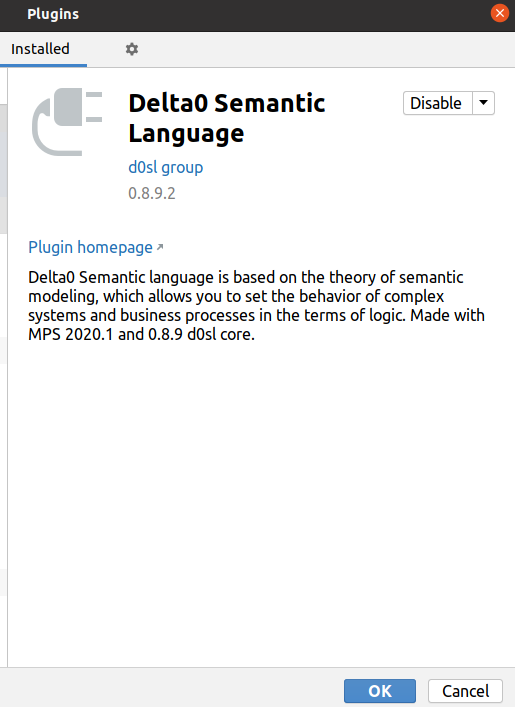 Plugins
Installed
Delta0 Semantic
Language
Disable
d0sl group
0.8.9.2
Plugin homepage
Delta0 Semantic language is based on the theory of semantic
modeling, which allows you to set the behavior of complex
systems and business processes in the terms of logic. Made with
MPS 2020.1 and 0.8.9 d0sl core.
OK
Cancel